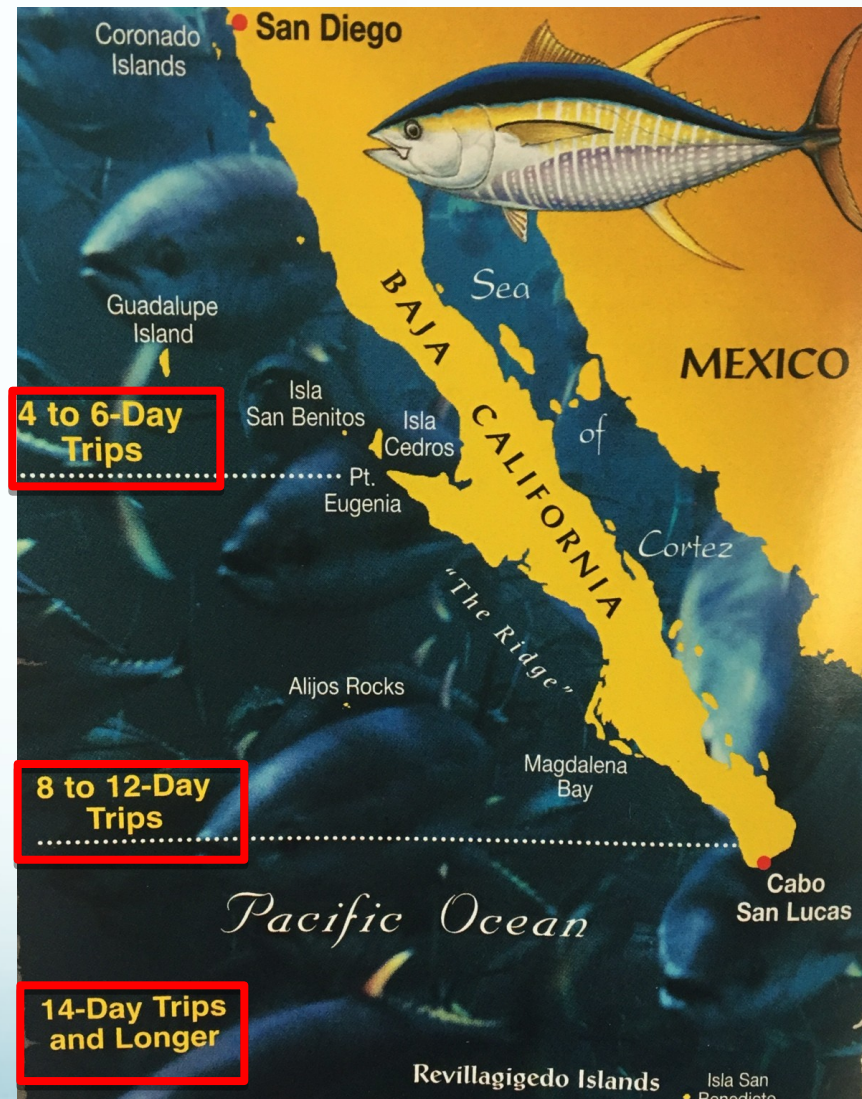 Coronado
Islands
San Diego
Sea
BAJA
Guadalupe
Island
MEXICO
Isla
San Benitos
4 to 6-Day
Trips
CALIFORNIA
Isla
Cedros
of
Pt.
Eugenia
Cortez
"The Ridge"
Alijos Rocks
Magdalena
Bay
8 to 12-Day
Trips
Cabo
San Lucas
Pacific Ocean
14-Day Trips
and Longer
Revillagigedo Islands
Isla San
Benedicto